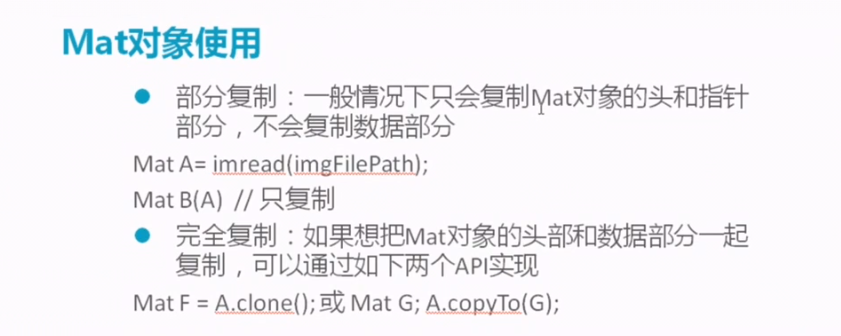 Mat对象使用
部分复制：一般情况下只会复制Mat对象的头和指针
部分，不会复制数据部分
Mat A= imread(imgFilePath);
Mat B(A)  // 只复制
完全复制：如果想把Mat对象的头部和数据部分一起
复制，可以通过如下两个API实现
Mat F = A.clone(); 或 Mat G; A.copyTo(G);